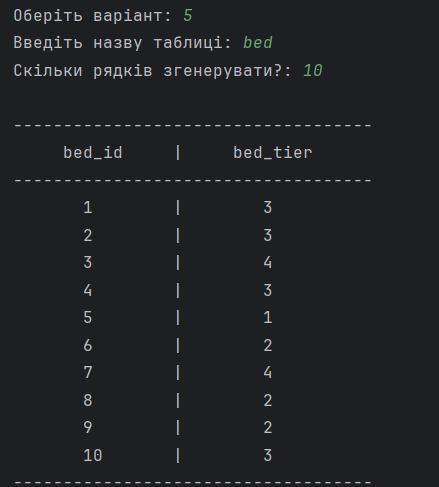 Оберіть варіант: 5
Введіть назву таблиці: bed
Скільки рядків згенерувати?: 10
------------------------------------
bed_id | bed_tier
------------------------------------
1 | 3
2 | 3
3 | 4
4 | 3
5 | 1
6 | 2
7 | 4
8 | 2
9 | 2
10 | 3
------------------------------------